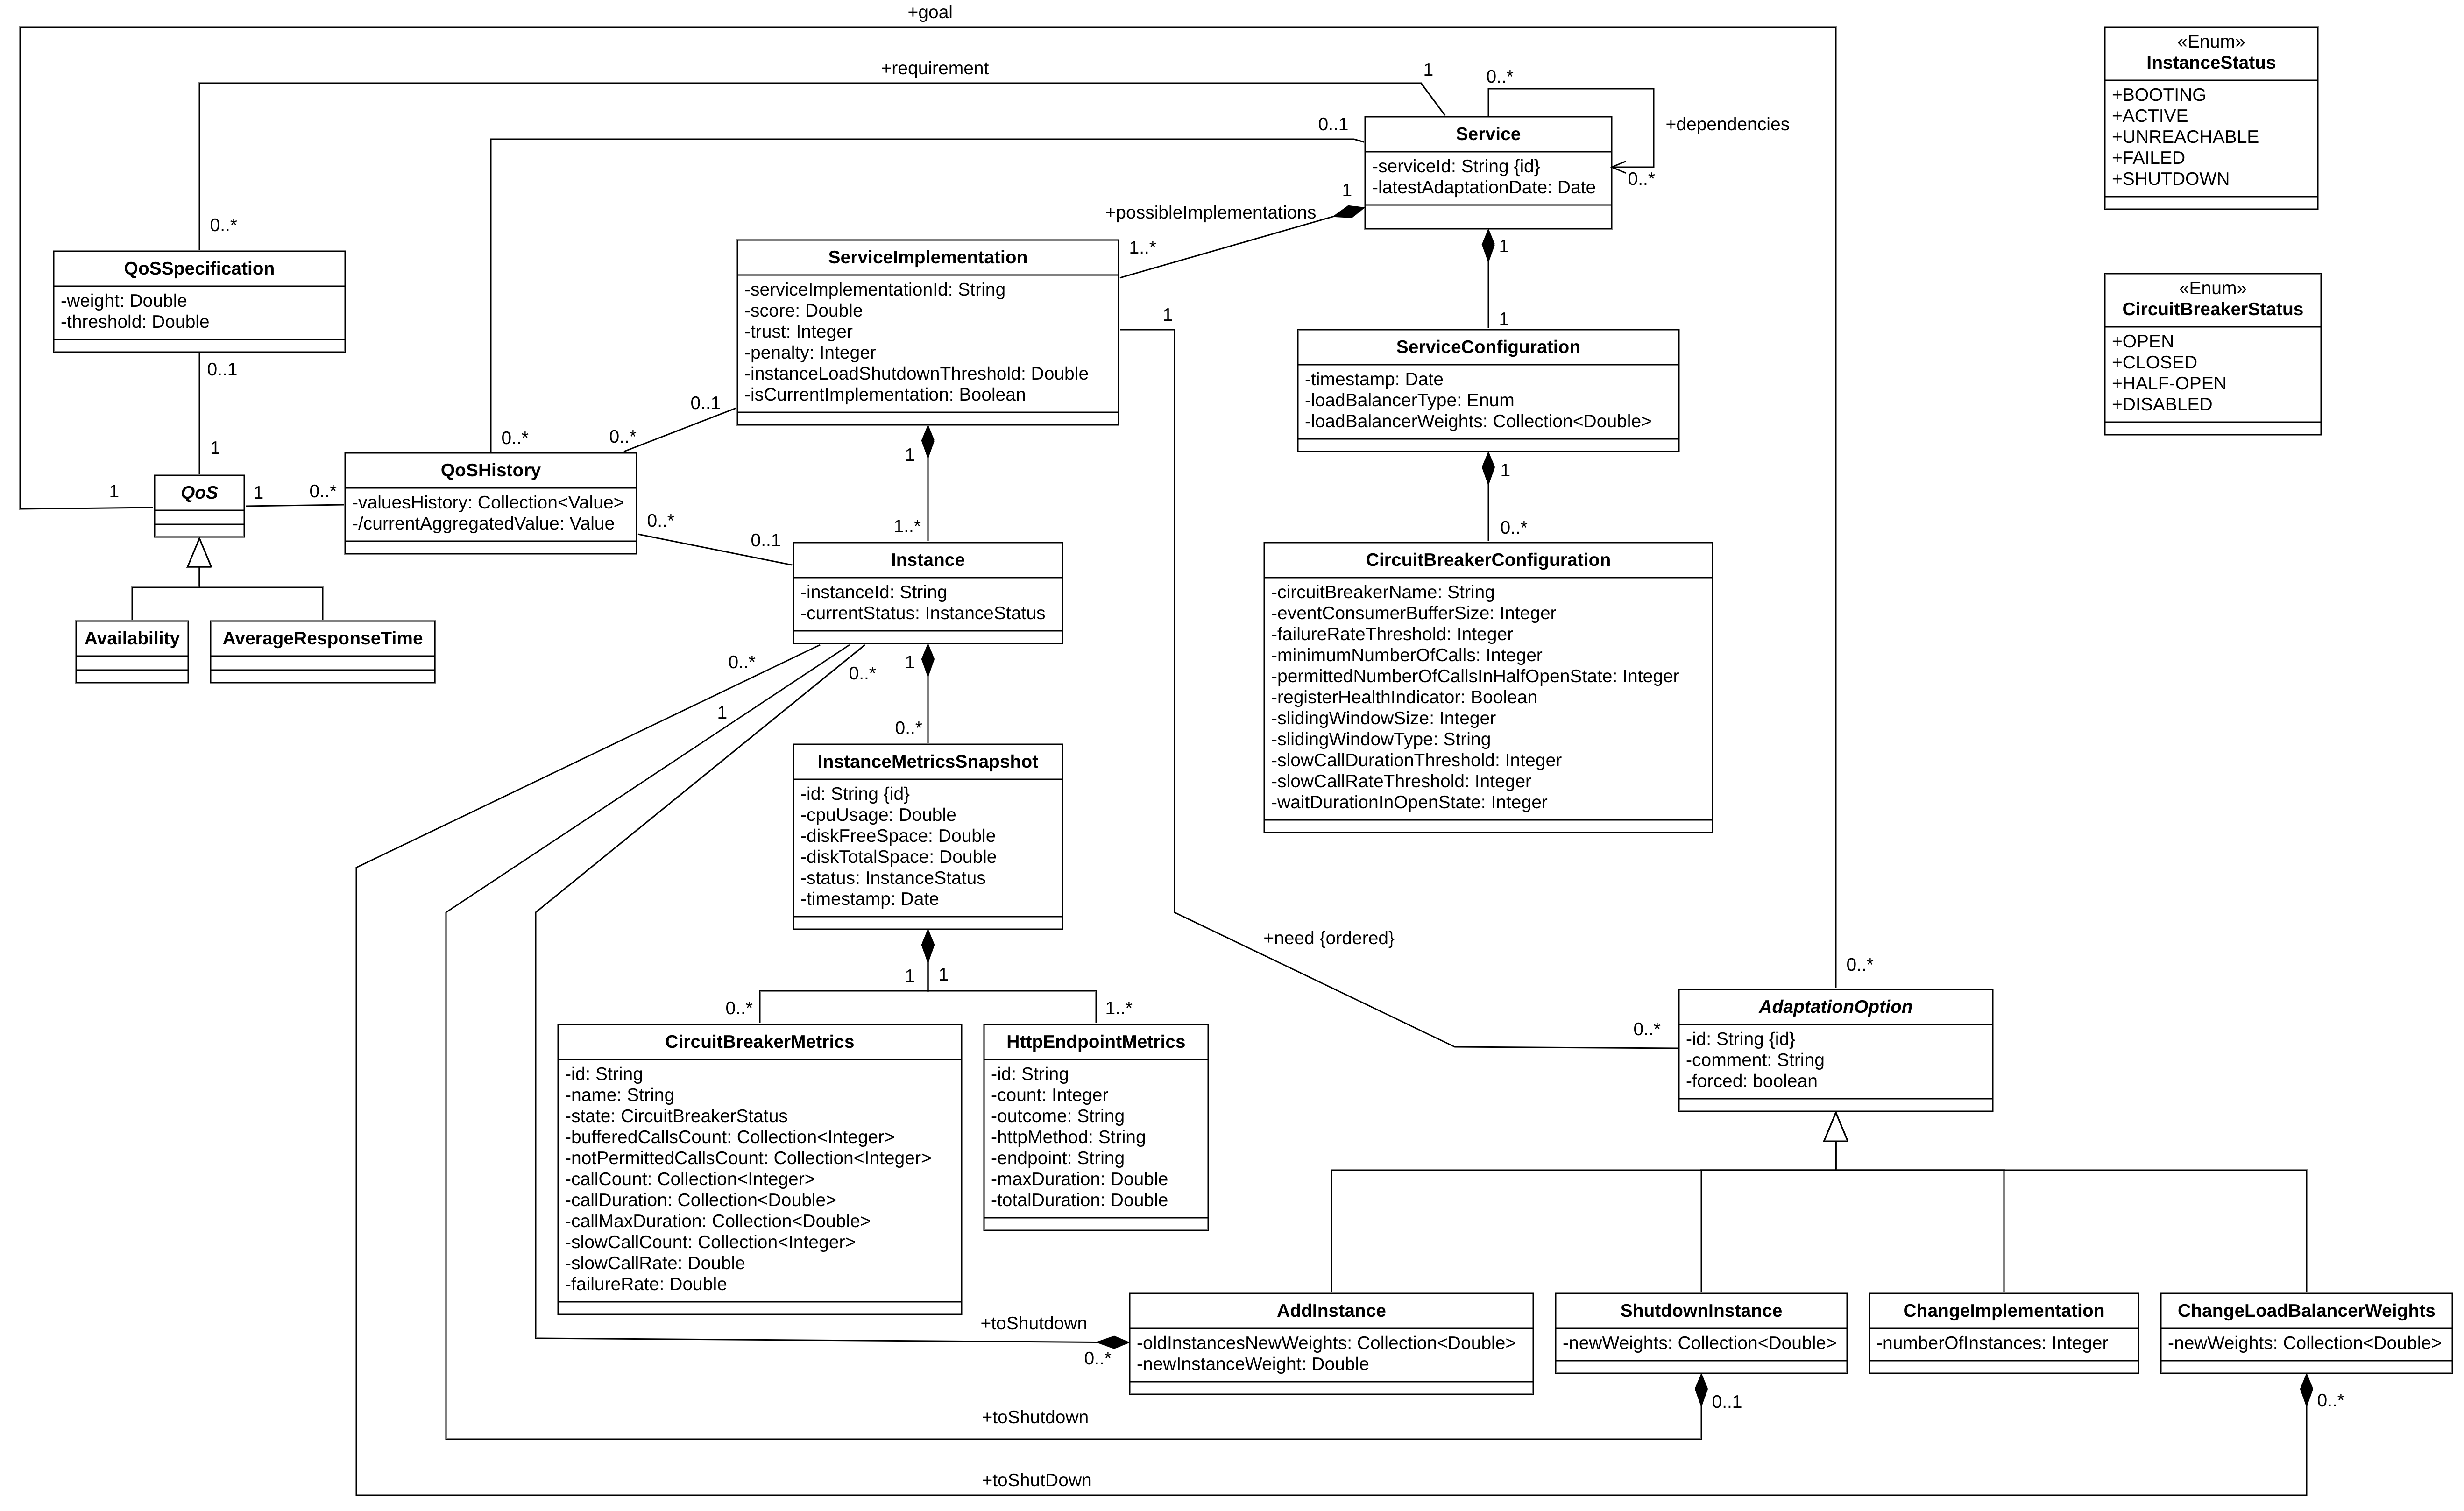 +goal
+requirement
1
0..*
+dependencies
0..*
0..1
1
+possibleImplementations
1..*
«Enum»
InstanceStatus
+BOOTING
+ACTIVE
+UNREACHABLE
+FAILED
+SHUTDOWN
Service
-serviceId: String {id}
-latestAdaptationDate: Date
0..*
QoSSpecification
-weight: Double
-threshold: Double
0..1
1
ServiceImplementation
-serviceImplementationId: String
-score: Double
-trust: Integer
-penalty: Integer
-instanceLoadShutdownThreshold: Double
-isCurrentImplementation: Boolean
1
1
1
ServiceConfiguration
-timestamp: Date
-loadBalancerType: Enum
-loadBalancerWeights: Collection<Double>
«Enum»
CircuitBreakerStatus
+OPEN
+CLOSED
+HALF-OPEN
+DISABLED
0..1
0..*
0..*
1
QoS
1
1
0..*
QoSHistory
-valuesHistory: Collection<Value>
-/currentAggregatedValue: Value
0..*
0..1
1
1..*
1
0..*
Availability
AverageResponseTime
Instance
-instanceId: String
-currentStatus: InstanceStatus
0..*
1
0..*
1
0..*
CircuitBreakerConfiguration
-circuitBreakerName: String
-eventConsumerBufferSize: Integer
-failureRateThreshold: Integer
-minimumNumberOfCalls: Integer
-permittedNumberOfCallsInHalfOpenState: Integer
-registerHealthIndicator: Boolean
-slidingWindowSize: Integer
-slidingWindowType: String
-slowCallDurationThreshold: Integer
-slowCallRateThreshold: Integer
-waitDurationInOpenState: Integer
InstanceMetricsSnapshot
-id: String {id}
-cpuUsage: Double
-diskFreeSpace: Double
-diskTotalSpace: Double
-status: InstanceStatus
-timestamp: Date
+need {ordered}
0..*
0..*
1
1
0..*
1..*
AdaptationOption
-id: String {id}
-comment: String
-forced: boolean
CircuitBreakerMetrics
-id: String
-name: String
-state: CircuitBreakerStatus
-bufferedCallsCount: Collection<Integer>
-notPermittedCallsCount: Collection<Integer>
-callCount: Collection<Integer>
-callDuration: Collection<Double>
-callMaxDuration: Collection<Double>
-slowCallCount: Collection<Integer>
-slowCallRate: Double
-failureRate: Double
HttpEndpointMetrics
-id: String
-count: Integer
-outcome: String
-httpMethod: String
-endpoint: String
-maxDuration: Double
-totalDuration: Double
+toShutdown
0..*
AddInstance
-oldInstancesNewWeights: Collection<Double>
-newInstanceWeight: Double
ShutdownInstance
-newWeights: Collection<Double>
ChangeImplementation
-numberOfInstances: Integer
ChangeLoadBalancerWeights
-newWeights: Collection<Double>
0..1
0..*
+toShutdown
+toShutDown